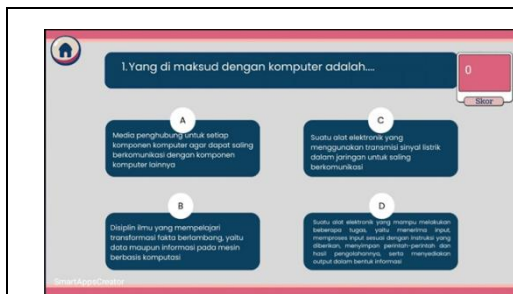 1.Yang di maksud dengan komputer adalah....
0
Skor
A
Media penghubung untuk setiap
komponen komputer agar dapat saling
berkomunikasi dengan komponen
komputer lainnya
C
Suatu alat elektronik yang
menggunakan transmisi sinyal listrik
dalam jaringan untuk saling
berkomunikasi
B
Disiplin ilmu yang mempelajari
transformasi fakta berlambang, yaitu
data maupun informasi pada mesin
berbasis komputasi
D
Suatu alat elektronik yang mampu melakukan
beberapa tugas, yaitu menerima input,
memproses input sesuai dengan instruksi yang
diberikan, menyimpan perintah-perintah dan
hasil pengolahannya, serta menyediakan
output dalam bentuk informasi
SmartAppsCreator